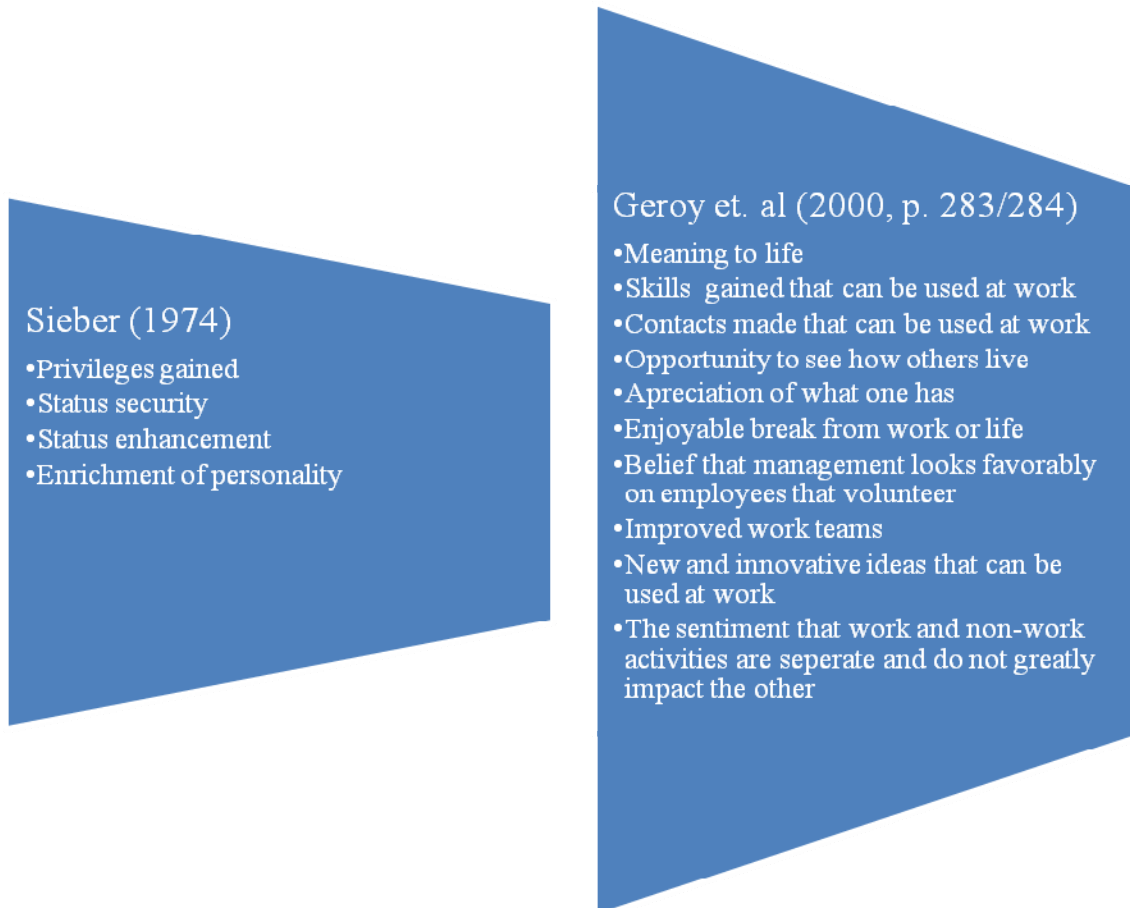 Sieber (1974)
•Privileges gained
•Status security
•Status enhancement
•Enrichment of personality
Geroy et. al (2000, p. 283/284)
•Meaning to life
•Skills gained that can be used at work
•Contacts made that can be used at work
•Opportunity to see how others live
•Apreciation of what one has
•Enjoyable break from work or life
•Belief that management looks favorably
on employees that volunteer
•Improved work teams
•New and innovative ideas that can be
used at work
•The sentiment that work and non-work
activities are seperate and do not greatly
impact the other